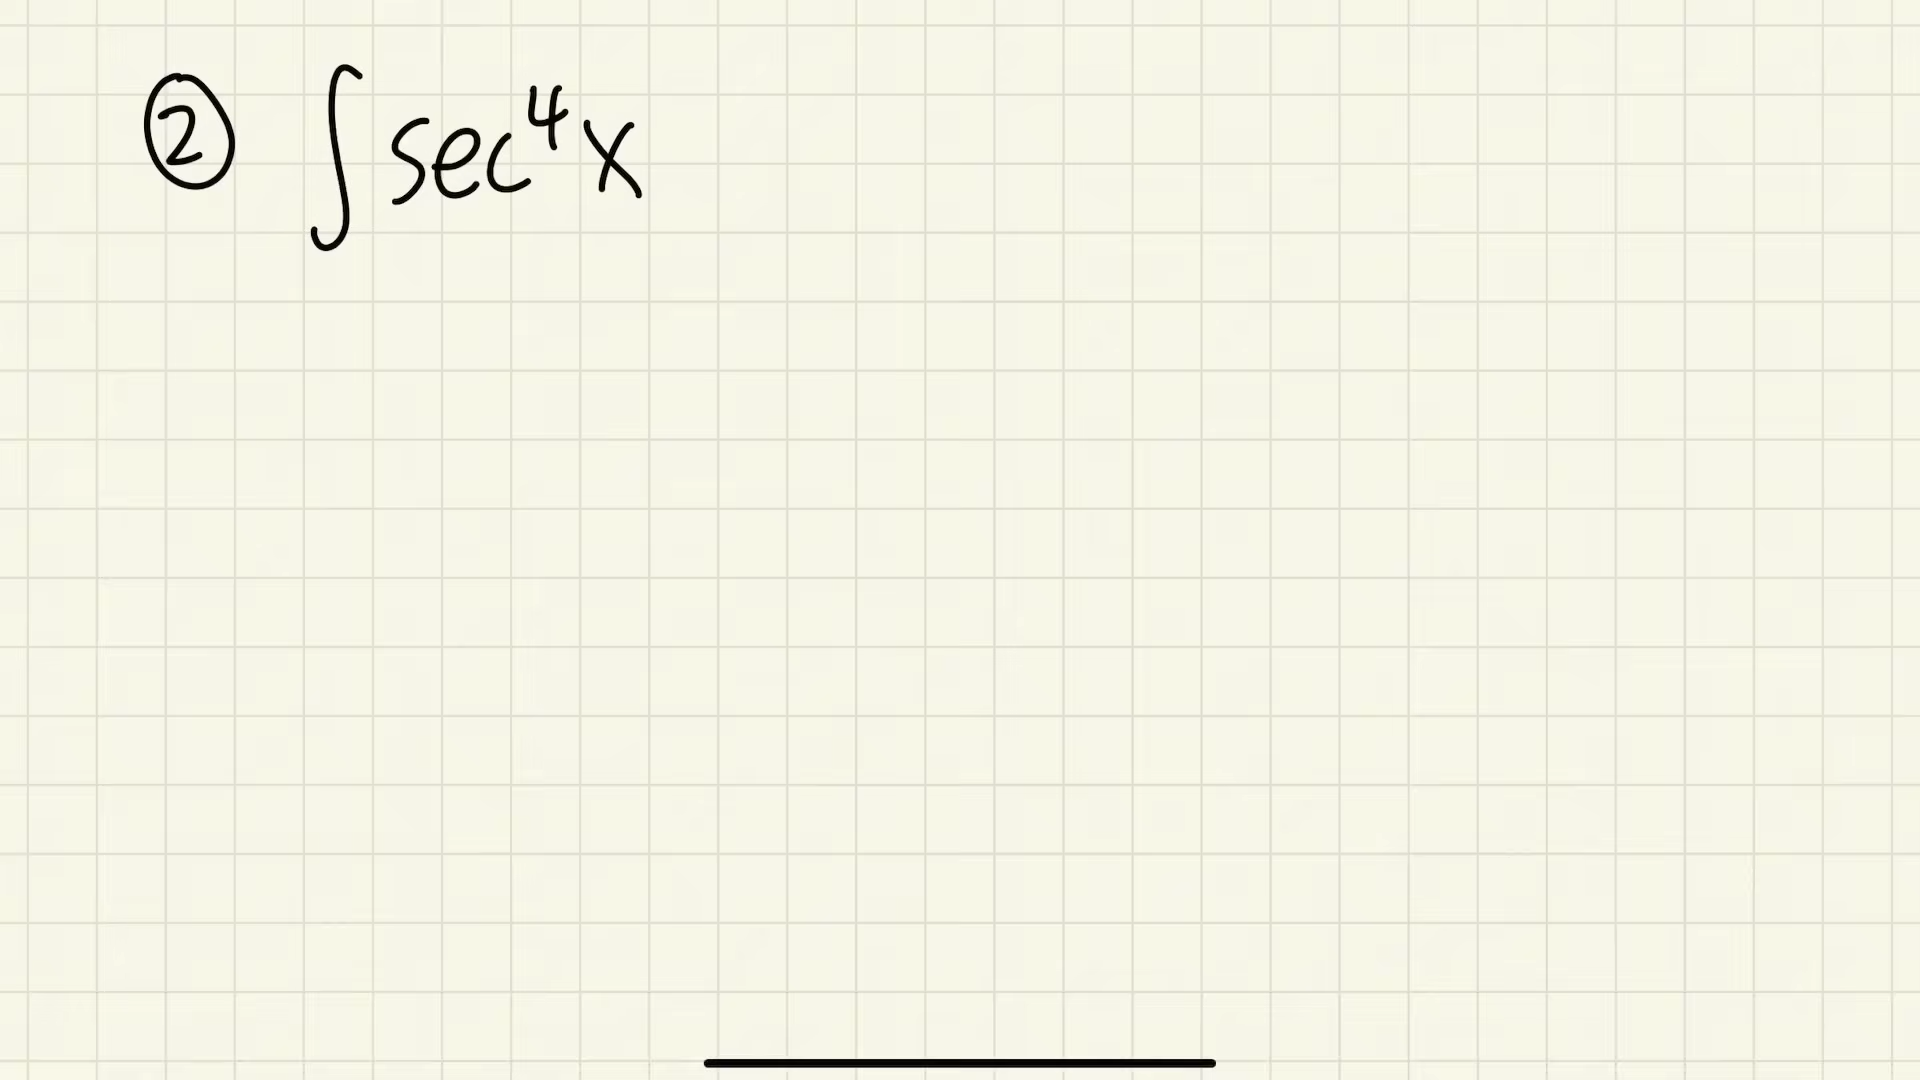 ② ∫ sec⁴x